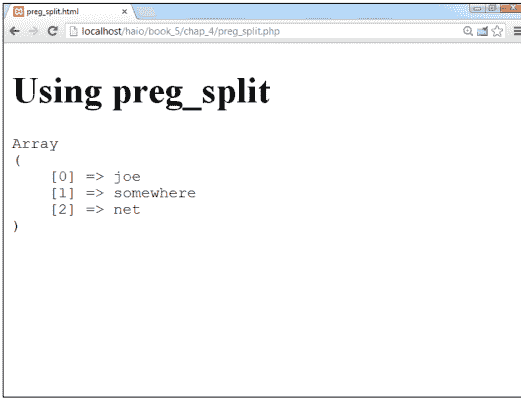 preg_split.html
localhost/haio/book_5/chap_4/preg_split.php
Using preg_split
Array
(
[0] => joe
[1] => somewhere
[2] => net
)